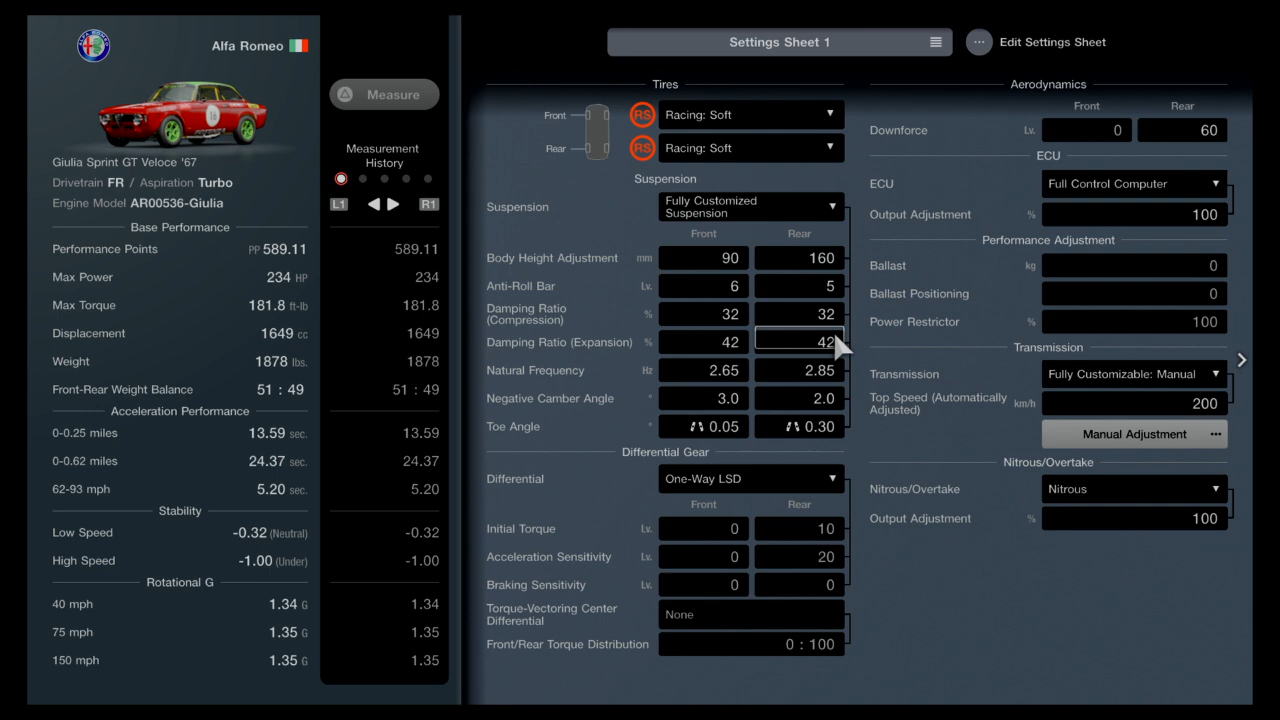 Settings Sheet 1
Edit Settings Sheet
Alfa Romeo
Giulia Sprint GT Veloce '67
Drivetrain FR / Aspiration Turbo
Engine Model AR00536-Giulia
Base Performance
Performance Points PP 589.11
Max Power 234 HP
Max Torque 181.8 ft-lb
Displacement 1649 cc
Weight 1878 lbs.
Front-Rear Weight Balance 51 : 49
Acceleration Performance
0-0.25 miles 13.59 sec.
0-0.62 miles 24.37 sec.
62-93 mph 5.20 sec.
Stability
Low Speed -0.32 (Neutral)
High Speed -1.00 (Under)
Rotational G
40 mph 1.34 G
75 mph 1.35 G
150 mph 1.35 G
Measure
Measurement
History
L1 R1
589.11
234
181.8
1649
1878
51 : 49
13.59
24.37
5.20
-0.32
-1.00
1.34
1.35
1.35
Tires
Front RS Racing: Soft
Rear RS Racing: Soft
Suspension
Suspension Fully Customized
Suspension
Front Rear
Body Height Adjustment mm 90 160
Anti-Roll Bar Lv. 6 5
Damping Ratio
(Compression) % 32 32
Damping Ratio (Expansion) % 42 42
Natural Frequency Hz 2.65 2.85
Negative Camber Angle ° 3.0 2.0
Toe Angle ° 0.05 0.30
Differential Gear
Differential One-Way LSD
Front Rear
Initial Torque Lv. 0 10
Acceleration Sensitivity Lv. 0 20
Braking Sensitivity Lv. 0 0
Torque-Vectoring Center
Differential None
Front/Rear Torque Distribution 0 : 100
Aerodynamics
Front Rear
Downforce Lv. 0 60
ECU
ECU Full Control Computer
Output Adjustment % 100
Performance Adjustment
Ballast kg 0
Ballast Positioning 0
Power Restrictor % 100
Transmission
Transmission Fully Customizable: Manual
Top Speed (Automatically
Adjusted) km/h 200
Manual Adjustment
Nitrous/Overtake
Nitrous/Overtake Nitrous
Output Adjustment % 100